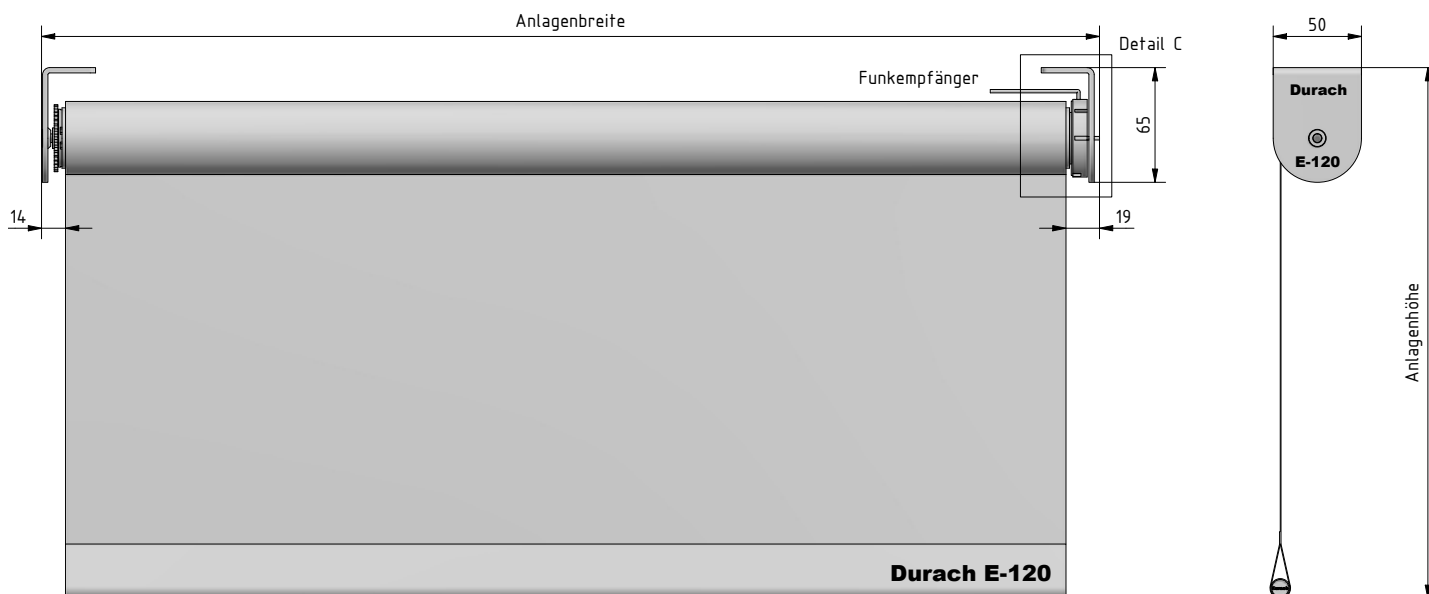 Anlagenbreite
50
Detail C
Funkempfänger
Durach
65
E-120
14
19
Anlagenhöhe
Durach E-120